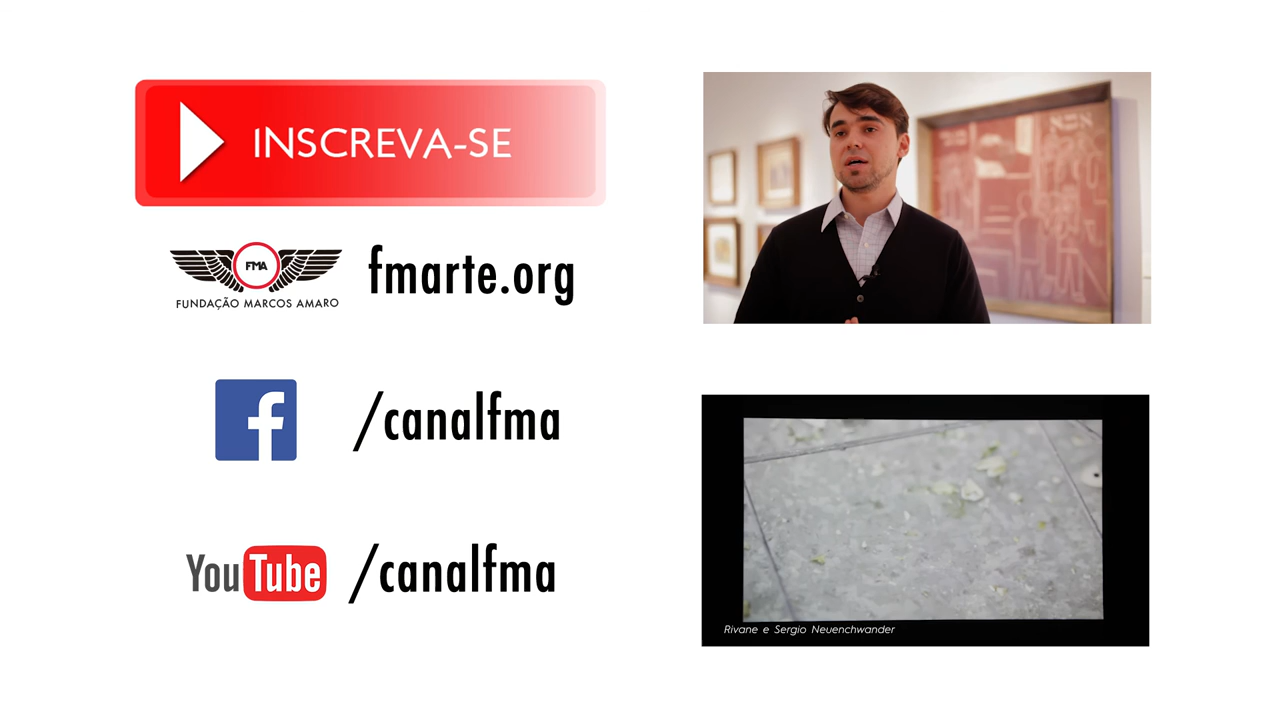 INSCREVA-SE
FMA
FUNDAÇÃO MARCOS AMARO
fmarte.org
f
/canalfma
YouTube
/canalfma
Rivane e Sergio Neuenchwander